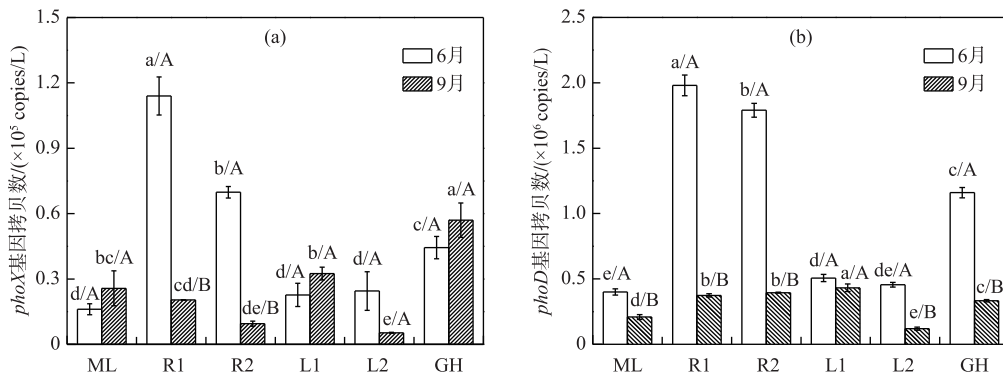 (a)
6月
9月
phoX基因拷贝数/(×10⁵ copies/L)
1.5
1.2
0.9
0.6
0.3
0
d/A
bc/A
a/A
cd/B
b/A
de/B
d/A
b/A
d/A
e/A
c/A
a/A
ML R1 R2 L1 L2 GH
(b)
6月
9月
phoD基因拷贝数/(×10⁶ copies/L)
2.5
2.0
1.5
1.0
0.5
0
e/A
d/B
a/A
b/B
b/A
b/B
d/A
a/A
de/A
e/B
c/A
c/B
ML R1 R2 L1 L2 GH